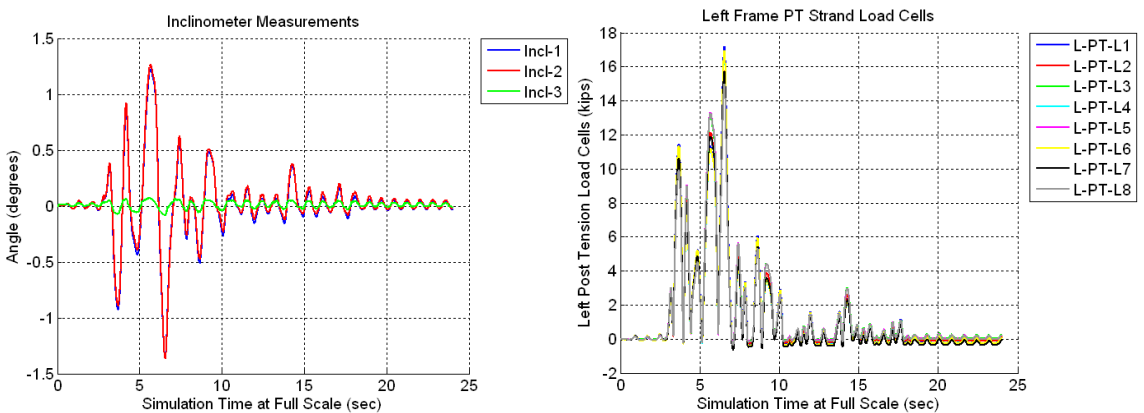 Inclinometer Measurements
Angle (degrees)
1.5
1
0.5
0
-0.5
-1
-1.5
0 5 10 15 20 25
Simulation Time at Full Scale (sec)
Incl-1
Incl-2
Incl-3
Left Frame PT Strand Load Cells
Left Post Tension Load Cells (kips)
18
16
14
12
10
8
6
4
2
0
-2
0 5 10 15 20 25
Simulation Time at Full Scale (sec)
L-PT-L1
L-PT-L2
L-PT-L3
L-PT-L4
L-PT-L5
L-PT-L6
L-PT-L7
L-PT-L8